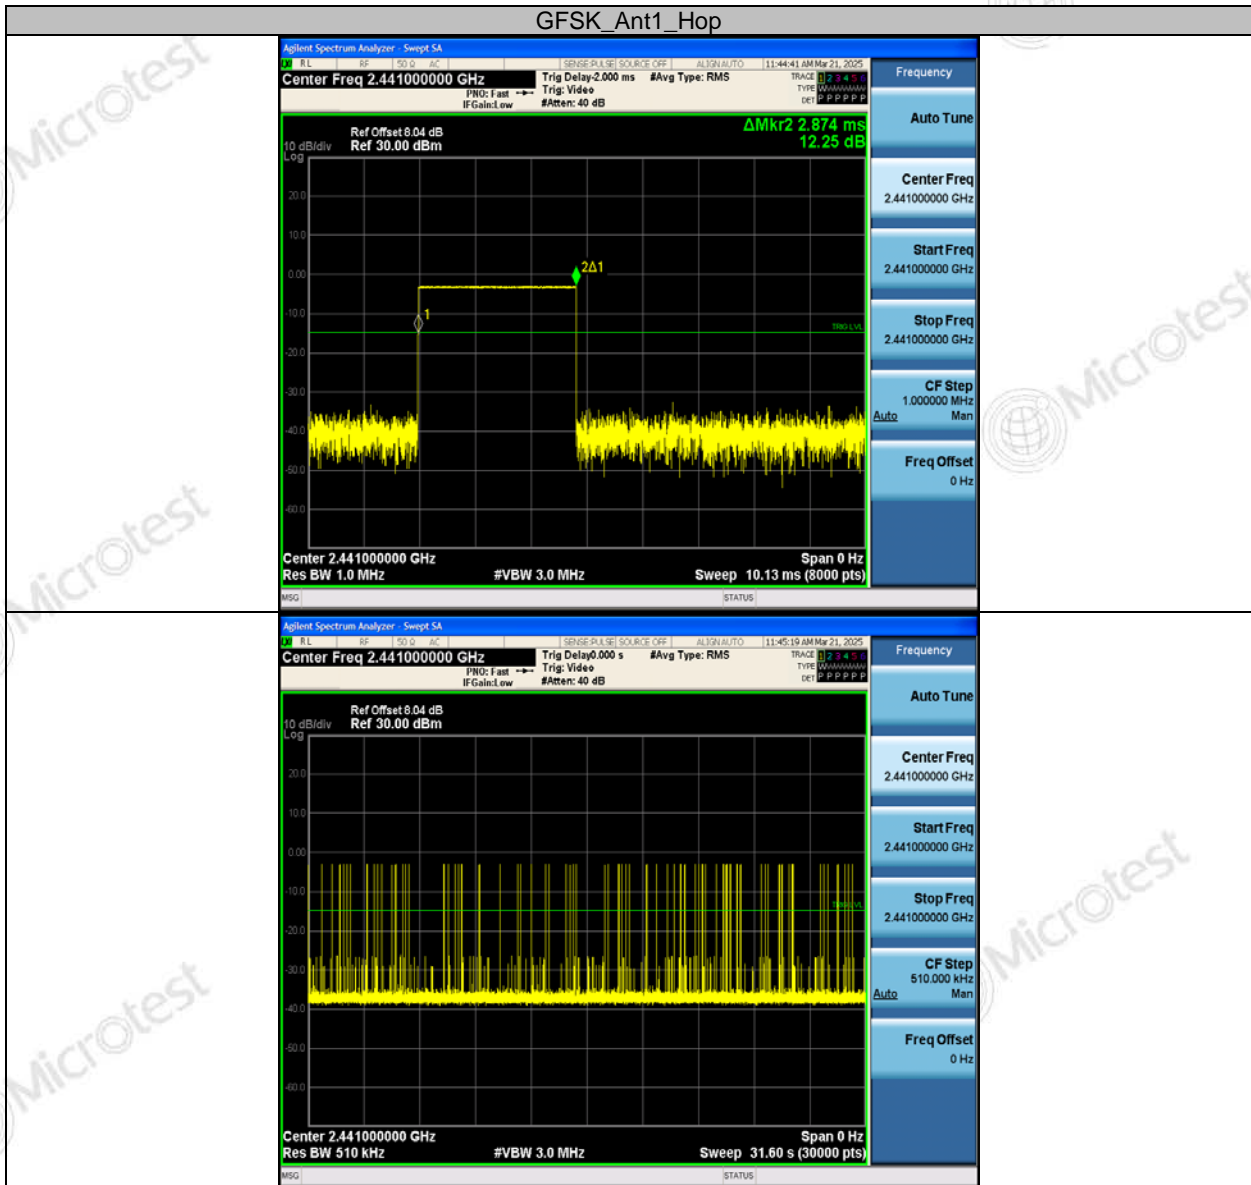 GFSK_Ant1_Hop
Agilent Spectrum Analyzer - Swept SA
RL RF 50 Ω AC SENSE:PULSE SOURCE OFF ALIGN AUTO 11:44:41 AM Mar 21, 2025
Center Freq 2.441000000 GHz
PNO: Fast
IFGain:Low
Trig Delay-2.000 ms
Trig: Video
#Atten: 40 dB
#Avg Type: RMS
TRACE 1 2 3 4 5 6
TYPE
DET P P P P P P
ΔMkr2 2.874 ms
12.25 dB
Ref Offset 8.04 dB
10 dB/div Ref 30.00 dBm
Log
20.0
10.0
0.00
-10.0
-20.0
-30.0
-40.0
-50.0
-60.0
2Δ1
1
TRIG LVL
Center 2.441000000 GHz Span 0 Hz
Res BW 1.0 MHz #VBW 3.0 MHz Sweep 10.13 ms (8000 pts)
MSG STATUS
Frequency
Auto Tune
Center Freq
2.441000000 GHz
Start Freq
2.441000000 GHz
Stop Freq
2.441000000 GHz
CF Step
1.000000 MHz
Auto Man
Freq Offset
0 Hz
Agilent Spectrum Analyzer - Swept SA
RL RF 50 Ω AC SENSE:PULSE SOURCE OFF ALIGN AUTO 11:45:19 AM Mar 21, 2025
Center Freq 2.441000000 GHz
PNO: Fast
IFGain:Low
Trig Delay0.000 s
Trig: Video
#Atten: 40 dB
#Avg Type: RMS
TRACE 1 2 3 4 5 6
TYPE
DET P P P P P P
Ref Offset 8.04 dB
10 dB/div Ref 30.00 dBm
Log
20.0
10.0
0.00
-10.0
-20.0
-30.0
-40.0
-50.0
-60.0
TRIG LVL
Center 2.441000000 GHz Span 0 Hz
Res BW 510 kHz #VBW 3.0 MHz Sweep 31.60 s (30000 pts)
MSG STATUS
Frequency
Auto Tune
Center Freq
2.441000000 GHz
Start Freq
2.441000000 GHz
Stop Freq
2.441000000 GHz
CF Step
510.000 kHz
Auto Man
Freq Offset
0 Hz
Microtest
Microtest
Microtest
Microtest
Microtest